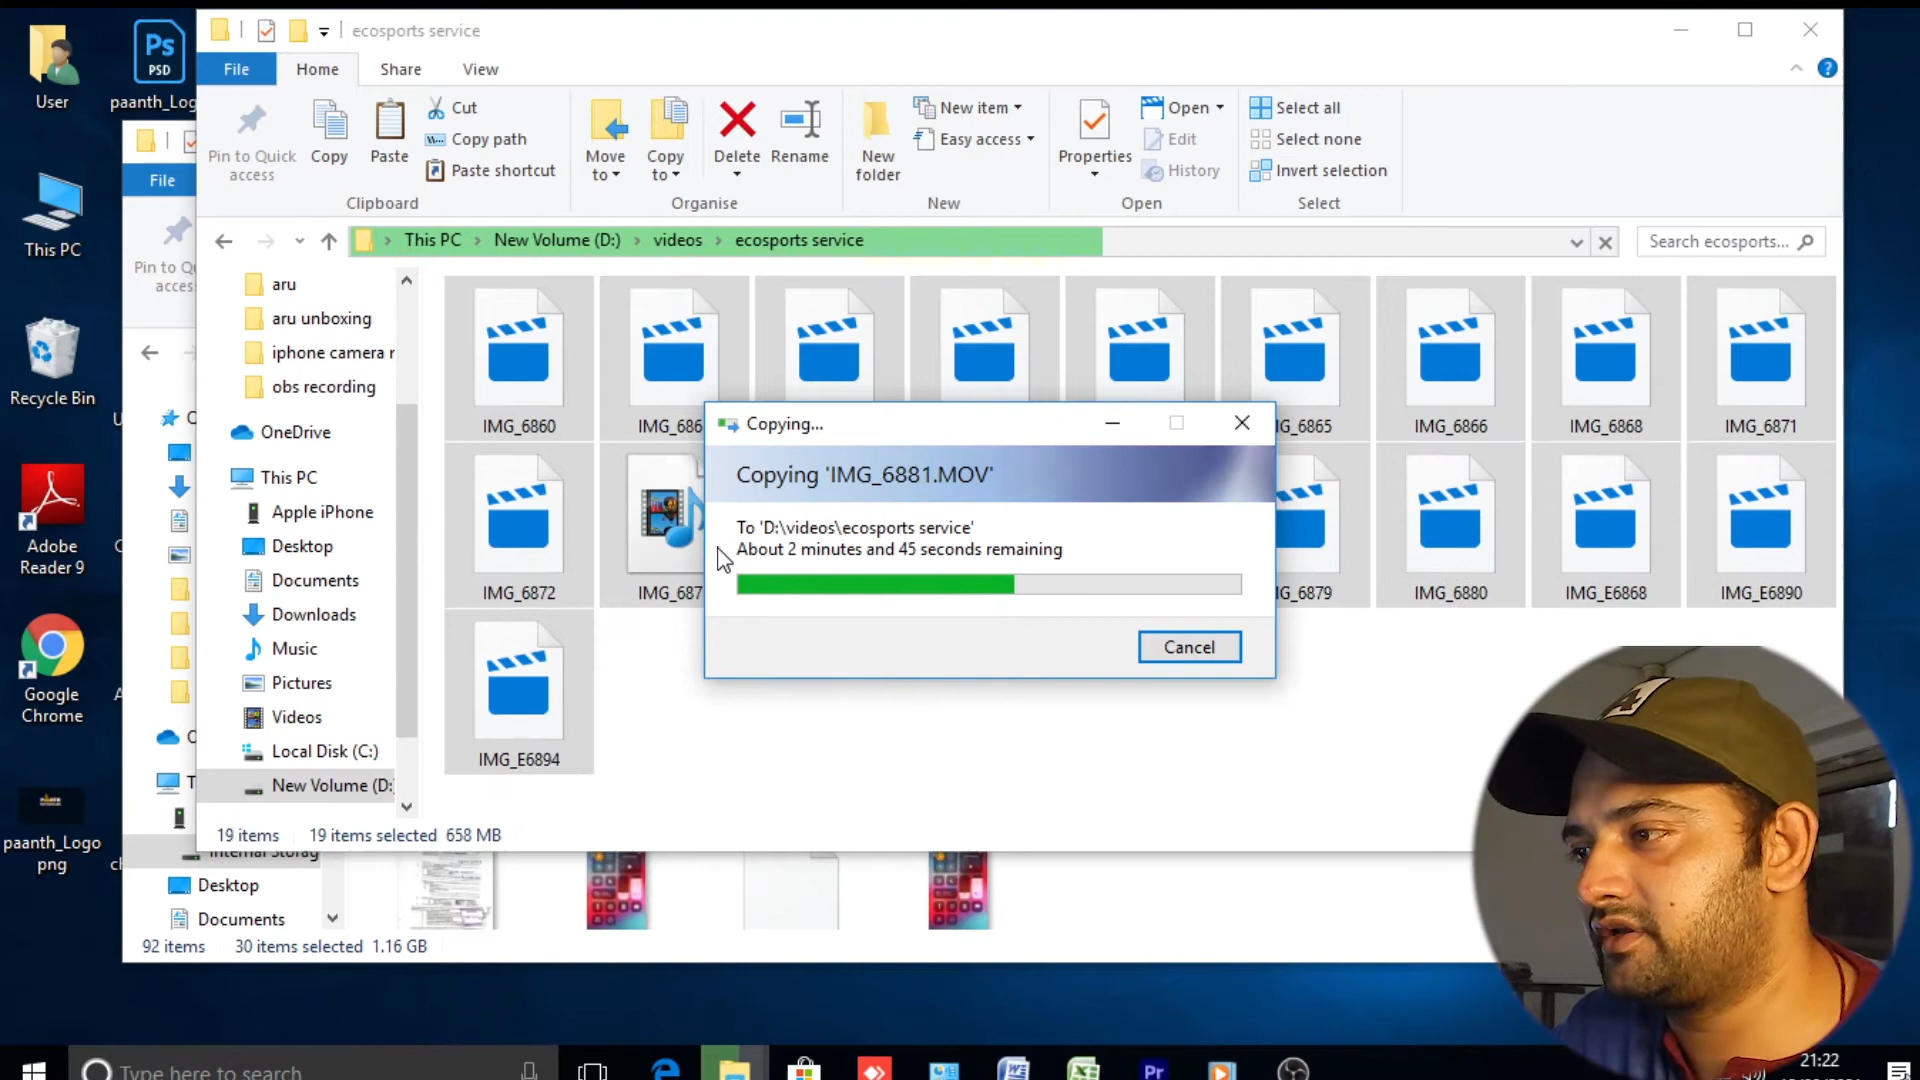 ecosports service
File
Home
Share
View
Pin to Quick access
Copy
Paste
Cut
Copy path
Paste shortcut
Clipboard
Move to
Copy to
Delete
Rename
Organise
New folder
New item
Easy access
New
Properties
Open
Edit
History
Open
Select all
Select none
Invert selection
Select
This PC
New Volume (D:)
videos
ecosports service
Search ecosports...
aru
aru unboxing
iphone camera r
obs recording
OneDrive
This PC
Apple iPhone
Desktop
Documents
Downloads
Music
Pictures
Videos
Local Disk (C:)
New Volume (D:
IMG_6860
IMG_686
G_6865
IMG_6866
IMG_6868
IMG_6871
IMG_6872
IMG_687
G_6879
IMG_6880
IMG_E6868
IMG_E6890
IMG_E6894
19 items
19 items selected 658 MB
Copying...
Copying 'IMG_6881.MOV'
To 'D:\videos\ecosports service'
About 2 minutes and 45 seconds remaining
Cancel
User
Ps
PSD
paanth_Log
This PC
Recycle Bin
Adobe Reader 9
Google Chrome
paanth_Logo png
File
Pin to Qu
acces
Internal Storag
Desktop
Documents
92 items
30 items selected 1.16 GB
Type here to search
Pr
21:22